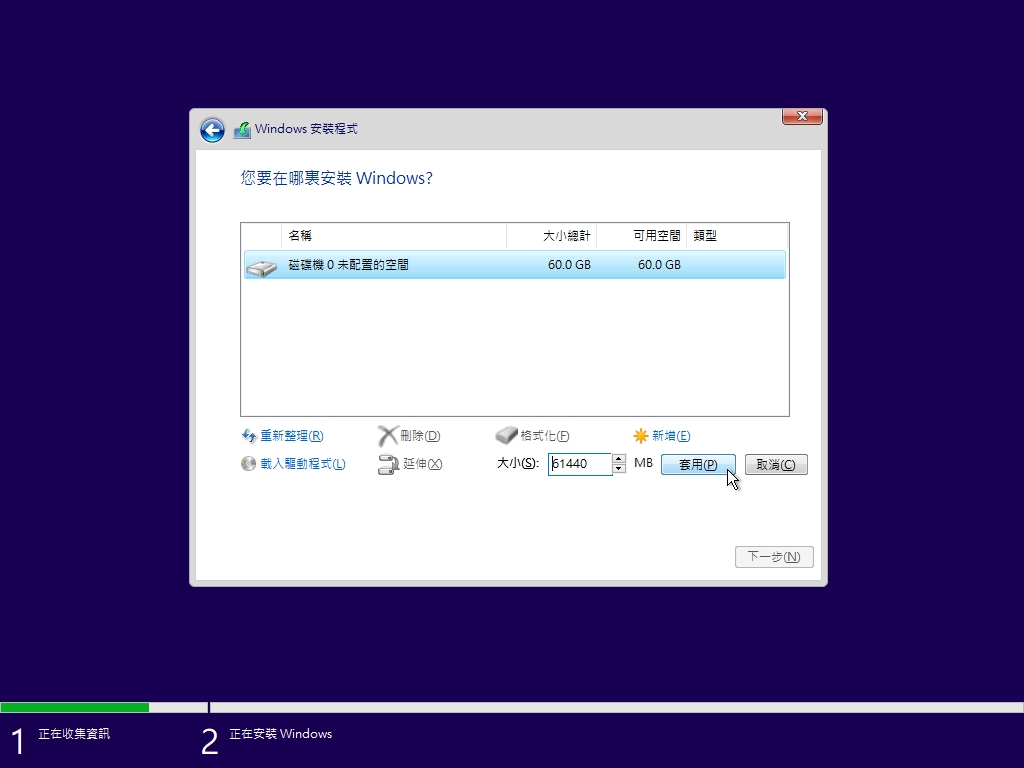 Windows 安裝程式
您要在哪裏安裝 Windows?
名稱 大小總計 可用空間 類型
磁碟機 0 未配置的空間 60.0 GB 60.0 GB
重新整理(R) 刪除(D) 格式化(F) 新增(E)
載入驅動程式(L) 延伸(X) 大小(S): 61440 MB 套用(P) 取消(C)
下一步(N)
1 正在收集資訊 2 正在安裝 Windows